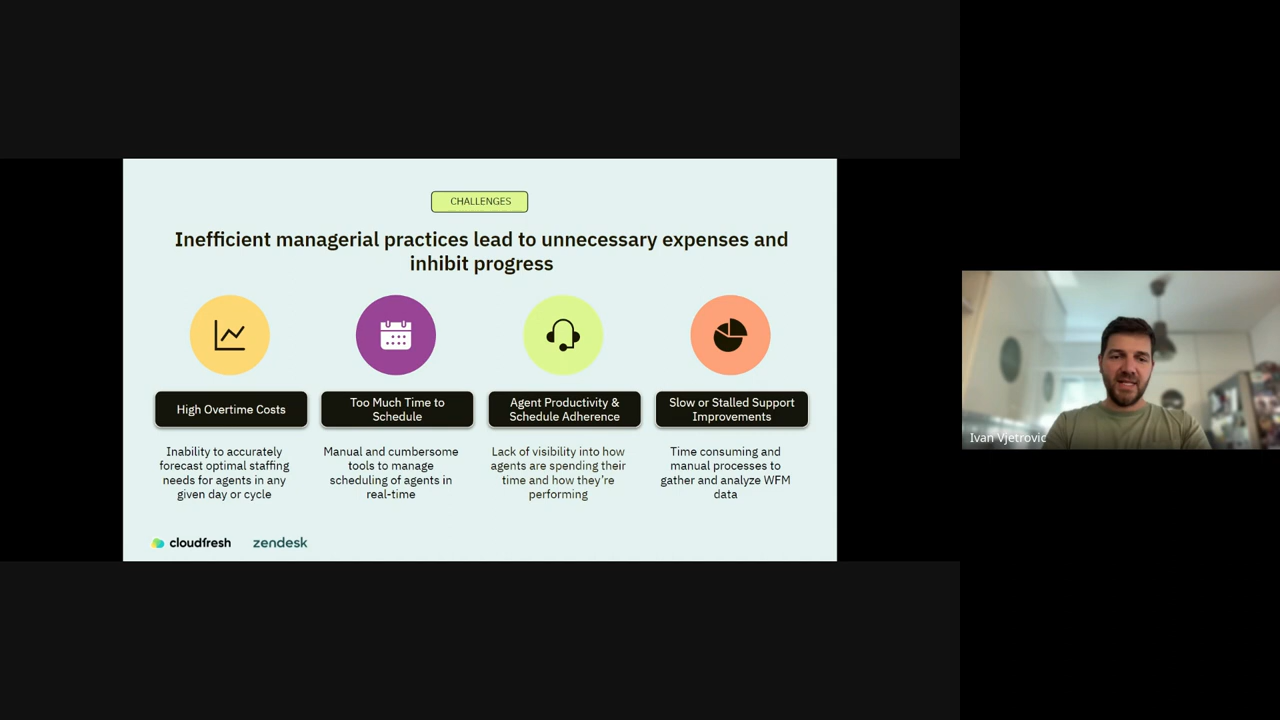 CHALLENGES
Inefficient managerial practices lead to unnecessary expenses and
inhibit progress
High Overtime Costs
Inability to accurately
forecast optimal staffing
needs for agents in any
given day or cycle
Too Much Time to
Schedule
Manual and cumbersome
tools to manage
scheduling of agents in
real-time
Agent Productivity &
Schedule Adherence
Lack of visibility into how
agents are spending their
time and how they’re
performing
Slow or Stalled Support
Improvements
Time consuming and
manual processes to
gather and analyze WFM
data
cloudfresh
zendesk
Ivan Vjetrovic